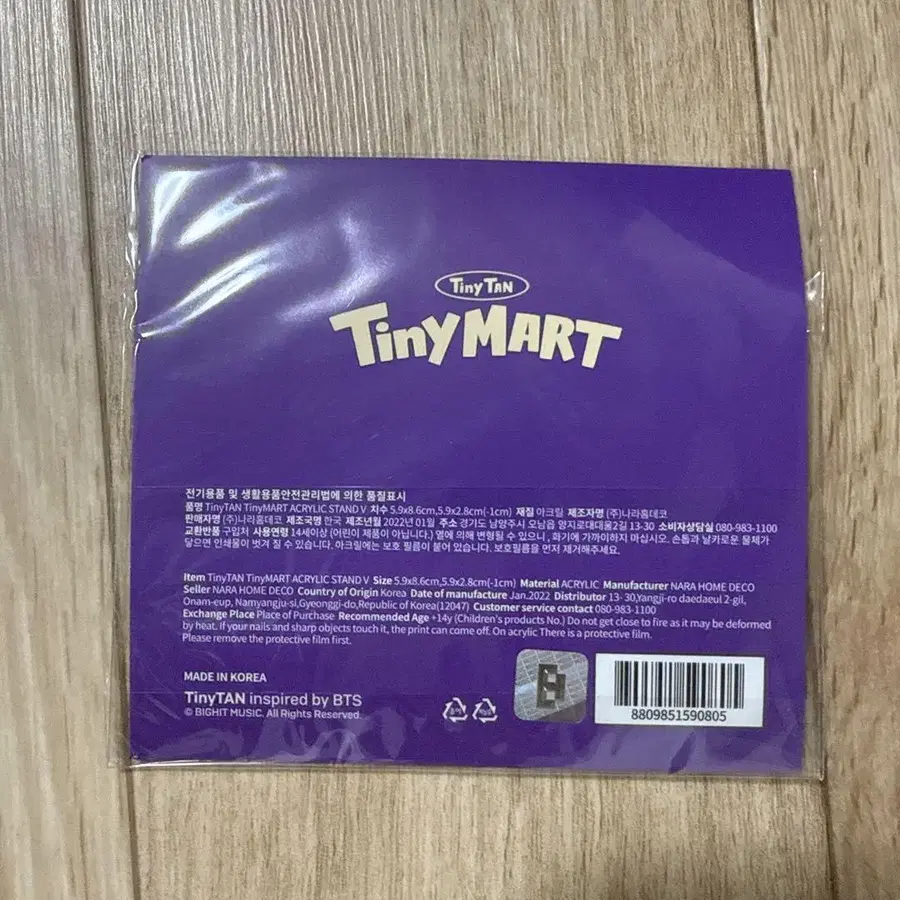 TinyTAN
TinyMART
전기용품 및 생활용품안전관리법에 의한 품질표시
품명 TinyTAN TinyMART ACRYLIC STAND V 치수 5.9x8.6cm,5.9x2.8cm(-1cm) 재질 아크릴 제조자명 (주)나라홈데코
판매자명 (주)나라홈데코 제조국명 한국 제조년월 2022년 01월 주소 경기도 남양주시 오남읍 양지로대대울2길 13-30 소비자상담실 080-983-1100
교환반품 구입처 사용연령 14세이상 (어린이 제품이 아닙니다.) 열에 의해 변형될 수 있으니, 화기에 가까이하지 마십시오. 손톱과 날카로운 물체가
닿으면 인쇄물이 벗겨 질 수 있습니다. 아크릴에는 보호 필름이 붙어 있습니다. 보호필름을 먼저 제거해주세요.
Item TinyTAN TinyMART ACRYLIC STAND V Size 5.9x8.6cm,5.9x2.8cm(-1cm) Material ACRYLIC Manufacturer NARA HOME DECO
Seller NARA HOME DECO Country of Origin Korea Date of manufacture Jan.2022 Distributor 13- 30,Yangji-ro daedaeul 2-gil,
Onam-eup, Namyangju-si,Gyeonggi-do,Republic of Korea(12047) Customer service contact 080-983-1100
Exchange Place Place of Purchase Recommended Age +14y (Children's products No.) Do not get close to fire as it may be deformed
by heat. if your nails and sharp objects touch it, the print can come off. On acrylic There is a protective film.
Please remove the protective film first.
MADE IN KOREA
TinyTAN inspired by BTS
© BIGHIT MUSIC. All Rights Reserved.
8809851590805